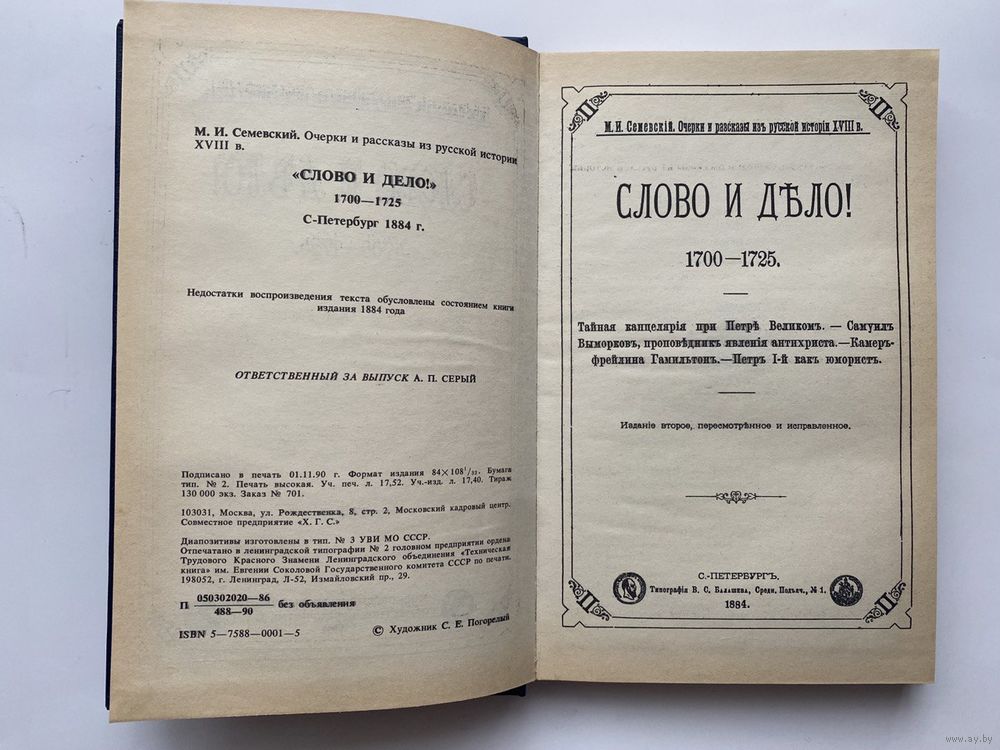 М. И. Семевский. Очерки и рассказы из русской истории
XVIII в.
«СЛОВО И ДЕЛО!»
1700—1725
С-Петербург 1884 г.
Недостатки воспроизведения текста обусловлены состоянием книги
издания 1884 года
ОТВЕТСТВЕННЫЙ ЗА ВЫПУСК А. П. СЕРЫЙ
Подписано в печать 01.11.90 г. Формат издания 84×108¹/₃₂. Бумага
тип. № 2. Печать высокая. Уч. печ. л. 17,52. Уч.-изд. л. 17,40. Тираж
130 000 экз. Заказ № 701.
103031, Москва, ул. Рождественка, 8, стр. 2, Московский кадровый центр.
Совместное предприятие «Х. Г. С.»
Диапозитивы изготовлены в тип. № 3 УВИ МО СССР.
Отпечатано в ленинградской типографии № 2 головном предприятии ордена
Трудового Красного Знамени Ленинградского объединения «Техническая
книга» им. Евгении Соколовой Государственного комитета СССР по печати.
198052, г. Ленинград, Л-52, Измайловский пр., 29.
П 050302020—86 / 488—90 без объявления
ISBN 5—7588—0001—5
© Художник С. Е. Погорелый
М. И. Семевскій. Очерки и разсказы изъ русской исторіи XVIII в.
СЛОВО И ДѢЛО!
1700—1725.
Тайная канцелярія при Петрѣ Великомъ. — Самуилъ
Выморковъ, проповѣдникъ явленія антихриста.—Камеръ-
фрейлина Гамильтонъ.—Петръ I-й какъ юмористъ.
Изданіе второе, пересмотрѣнное и исправленное.
С.-ПЕТЕРБУРГЪ.
Типографія В. С. Балашева, Средн. Подъяч., № 1.
1884.
www.ay.by